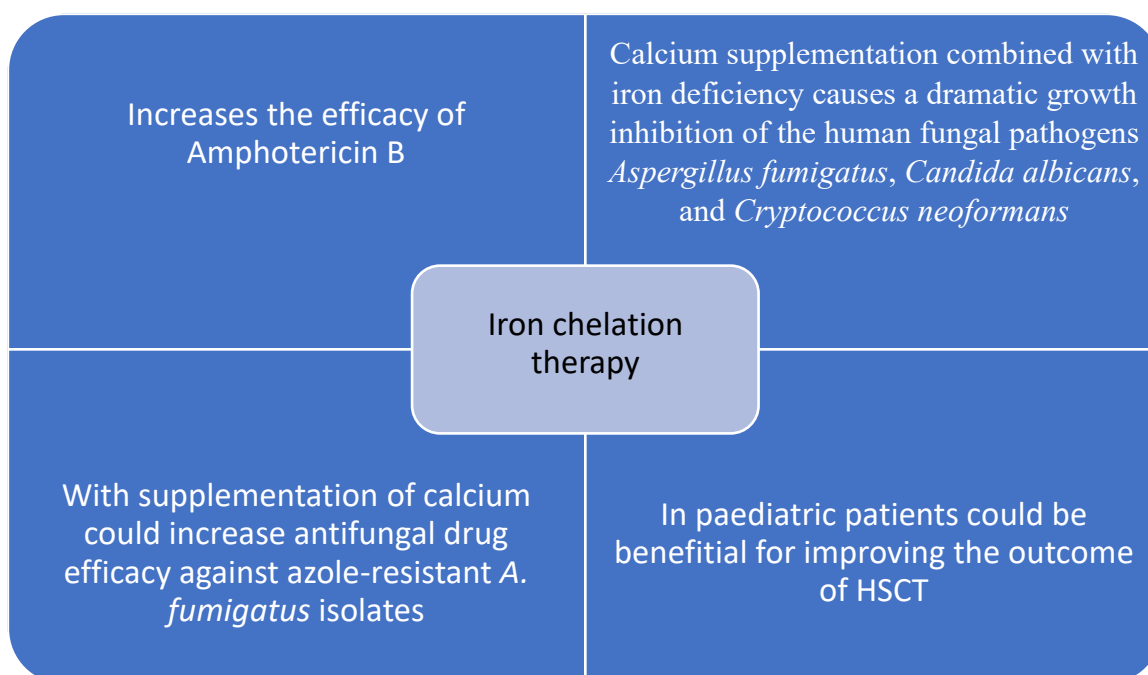 Increases the efficacy of
Amphotericin B
Calcium supplementation combined with
iron deficiency causes a dramatic growth
inhibition of the human fungal pathogens
Aspergillus fumigatus, Candida albicans,
and Cryptococcus neoformans
Iron chelation
therapy
With supplementation of calcium
could increase antifungal drug
efficacy against azole-resistant A.
fumigatus isolates
In paediatric patients could be
benefitial for improving the outcome
of HSCT